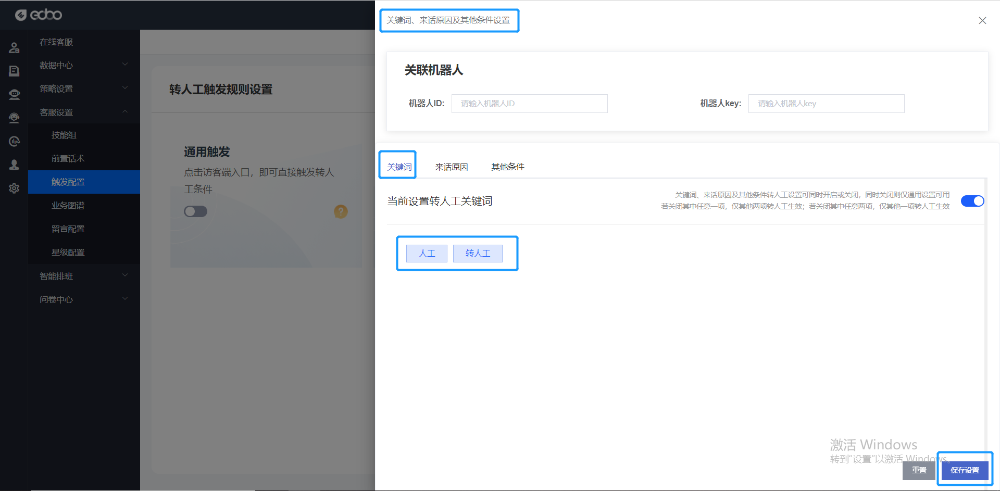 edoo
在线客服
数据中心
策略设置
客服设置
技能组
前置话术
触发配置
业务图谱
留言配置
星级配置
智能排班
问卷中心
转人工触发规则设置
通用触发
点击访客端入口，即可直接触发转人
工条件
?
关键词、来话原因及其他条件设置
关联机器人
机器人ID: 请输入机器人ID
机器人key: 请输入机器人key
关键词 来话原因 其他条件
当前设置转人工关键词
关键词、来话原因及其他条件转人工设置可同时开启或关闭，同时关闭则仅通用设置可用
若关闭其中任意一项，仅其他两项转人工生效；若关闭其中任意两项，仅其他一项转人工生效
人工 转人工
激活 Windows
转到“设置”以激活 Windows。
重置 保存设置